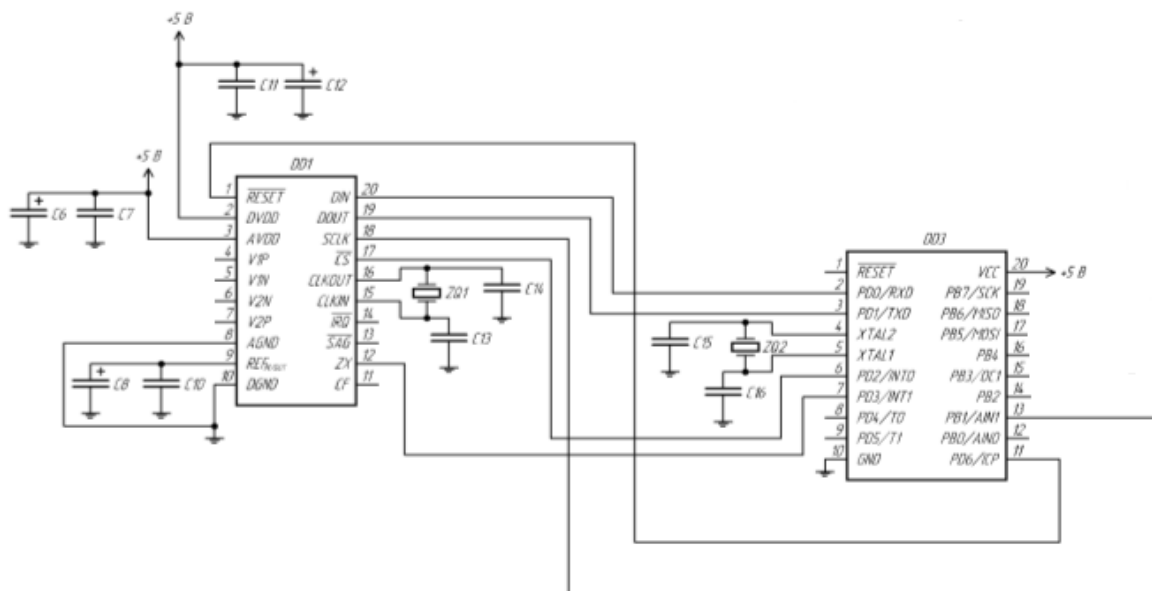 +5 В
C11
C12
+5 В
C6
C7
DD1
1 RESET DIN 20
2 DVDD DOUT 19
3 AVDD SCLK 18
4 V1P CS 17
5 V1N CLKOUT 16
6 V2N CLKIN 15
7 V2P IRQ 14
8 AGND SAG 13
9 REF IN/OUT ZX 12
10 DGND CF 11
C8
C10
ZQ1
C14
C13
DD3
1 RESET VCC 20
+5 В
2 PD0/RXD PB7/SCK 19
3 PD1/TXD PB6/MISO 18
4 XTAL2 PB5/MOSI 17
5 XTAL1 PB4 16
6 PD2/INT0 PB3/OC1 15
7 PD3/INT1 PB2 14
8 PD4/T0 PB1/AIN1 13
9 PD5/T1 PB0/AIN0 12
10 GND PD6/ICP 11
C15
ZQ2
C16